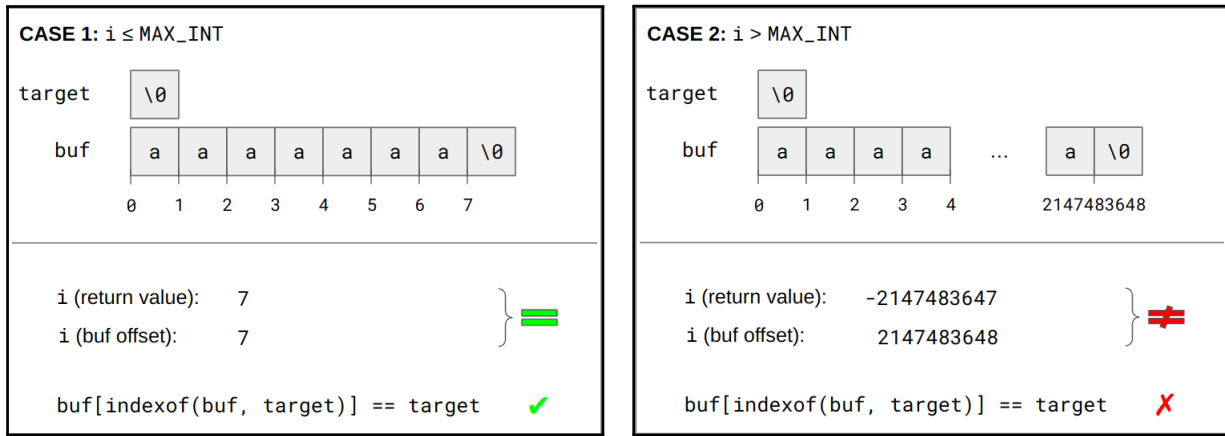 CASE 1: i ≤ MAX_INT
target \0
buf a a a a a a a \0
0 1 2 3 4 5 6 7
i (return value): 7
i (buf offset): 7
buf[indexof(buf, target)] == target ✔
CASE 2: i > MAX_INT
target \0
buf a a a a ... a \0
0 1 2 3 4 2147483648
i (return value): -2147483647
i (buf offset): 2147483648
buf[indexof(buf, target)] == target ✗